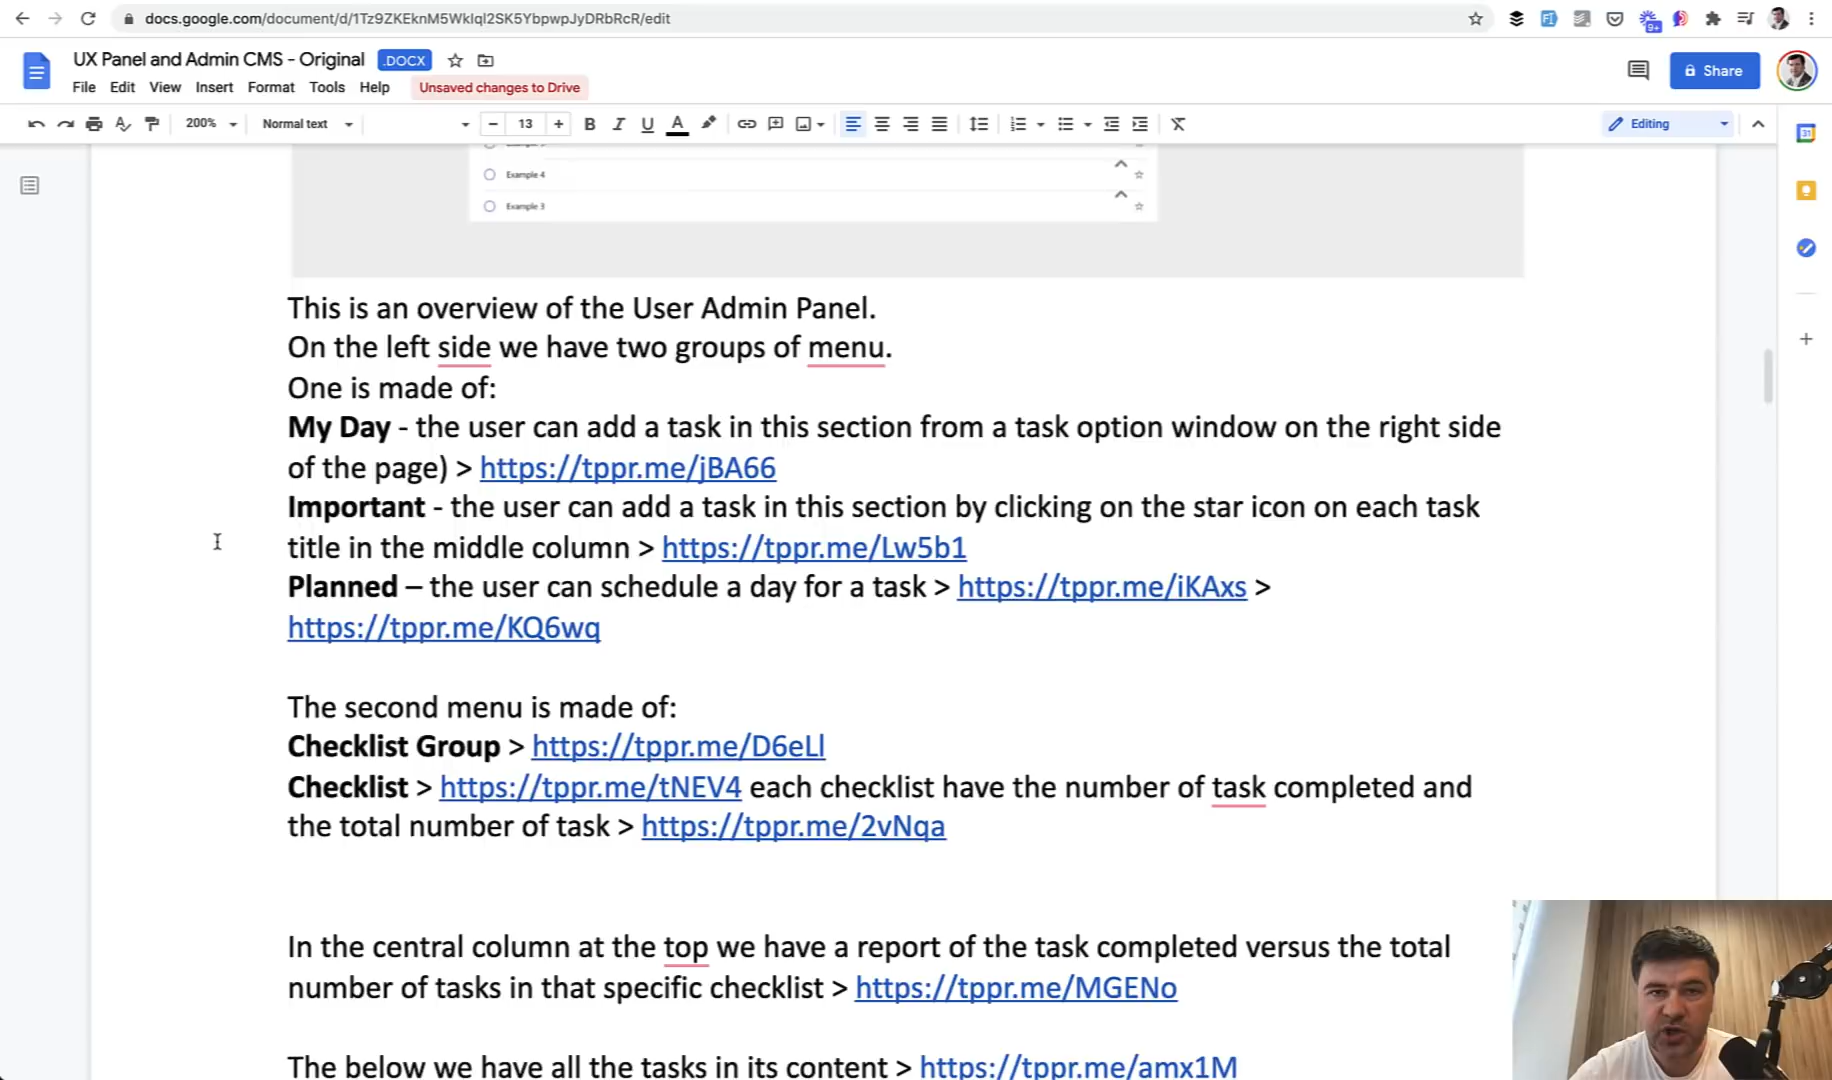 docs.google.com/document/d/1Tz9ZKEknM5WkIqI2SK5YbpwpJyDRbRcR/edit
9+
UX Panel and Admin CMS - Original .DOCX
Share
File Edit View Insert Format Tools Help Unsaved changes to Drive
200% Normal text 13 Editing
31
Example 4
Example 3
This is an overview of the User Admin Panel.
On the left side we have two groups of menu.
One is made of:
My Day - the user can add a task in this section from a task option window on the right side
of the page) > https://tppr.me/jBA66
Important - the user can add a task in this section by clicking on the star icon on each task
title in the middle column > https://tppr.me/Lw5b1
Planned – the user can schedule a day for a task > https://tppr.me/iKAxs >
https://tppr.me/KQ6wq
The second menu is made of:
Checklist Group > https://tppr.me/D6eLl
Checklist > https://tppr.me/tNEV4 each checklist have the number of task completed and
the total number of task > https://tppr.me/2vNqa
In the central column at the top we have a report of the task completed versus the total
number of tasks in that specific checklist > https://tppr.me/MGENo
The below we have all the tasks in its content > https://tppr.me/amx1M